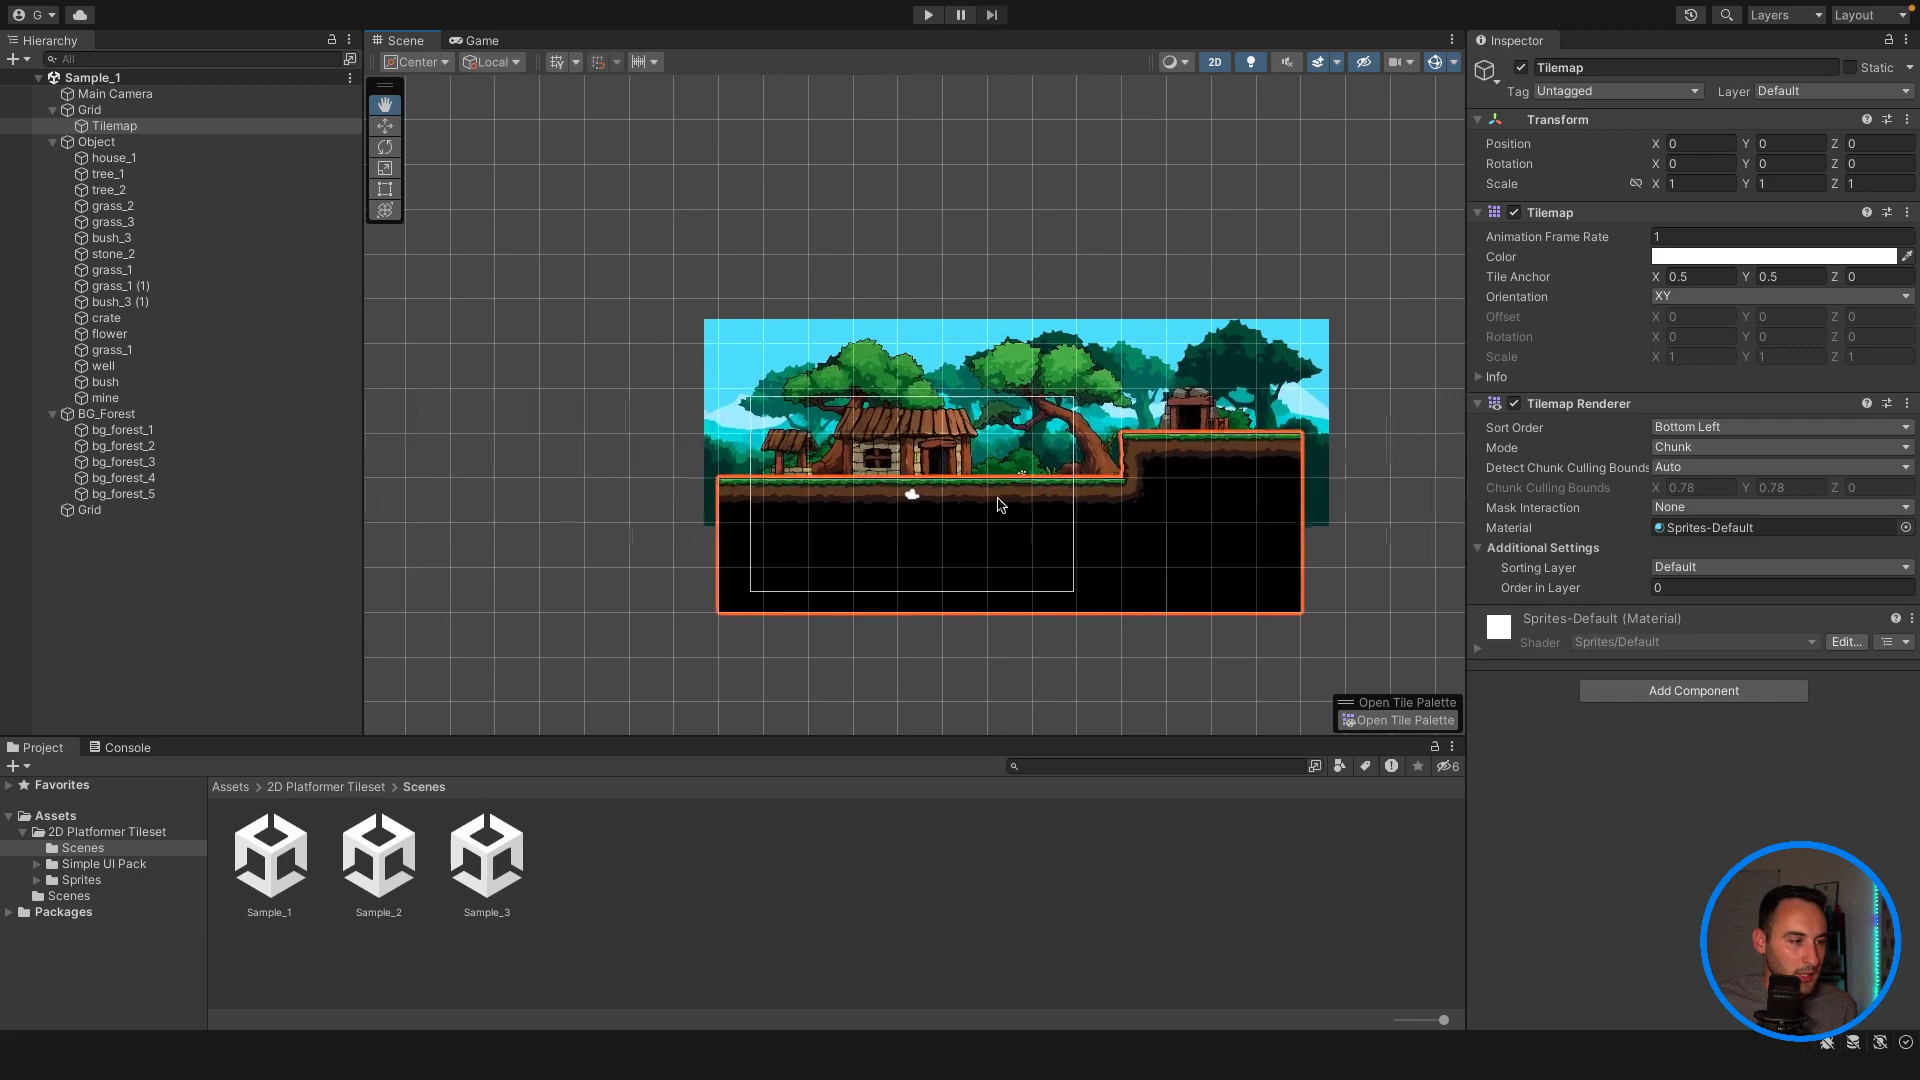 G
Layers
Layout
Hierarchy
All
Sample_1
Main Camera
Grid
Tilemap
Object
house_1
tree_1
tree_2
grass_2
grass_3
bush_3
stone_2
grass_1
grass_1 (1)
bush_3 (1)
crate
flower
grass_1
well
bush
mine
BG_Forest
bg_forest_1
bg_forest_2
bg_forest_3
bg_forest_4
bg_forest_5
Grid
Scene
Game
Center
Local
2D
Open Tile Palette
Open Tile Palette
Inspector
Tilemap
Static
Tag Untagged
Layer Default
Transform
Position X 0 Y 0 Z 0
Rotation X 0 Y 0 Z 0
Scale X 1 Y 1 Z 1
Tilemap
Animation Frame Rate 1
Color
Tile Anchor X 0.5 Y 0.5 Z 0
Orientation XY
Offset X 0 Y 0 Z 0
Rotation X 0 Y 0 Z 0
Scale X 1 Y 1 Z 1
Info
Tilemap Renderer
Sort Order Bottom Left
Mode Chunk
Detect Chunk Culling Bounds Auto
Chunk Culling Bounds X 0.78 Y 0.78 Z 0
Mask Interaction None
Material Sprites-Default
Additional Settings
Sorting Layer Default
Order in Layer 0
Sprites-Default (Material)
Shader Sprites/Default Edit...
Add Component
Project
Console
6
Favorites
Assets
2D Platformer Tileset
Scenes
Simple UI Pack
Sprites
Scenes
Packages
Assets > 2D Platformer Tileset > Scenes
Sample_1
Sample_2
Sample_3